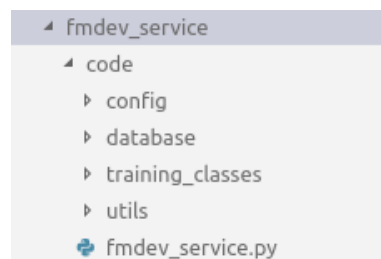 fmdev_service
code
config
database
training_classes
utils
fmdev_service.py